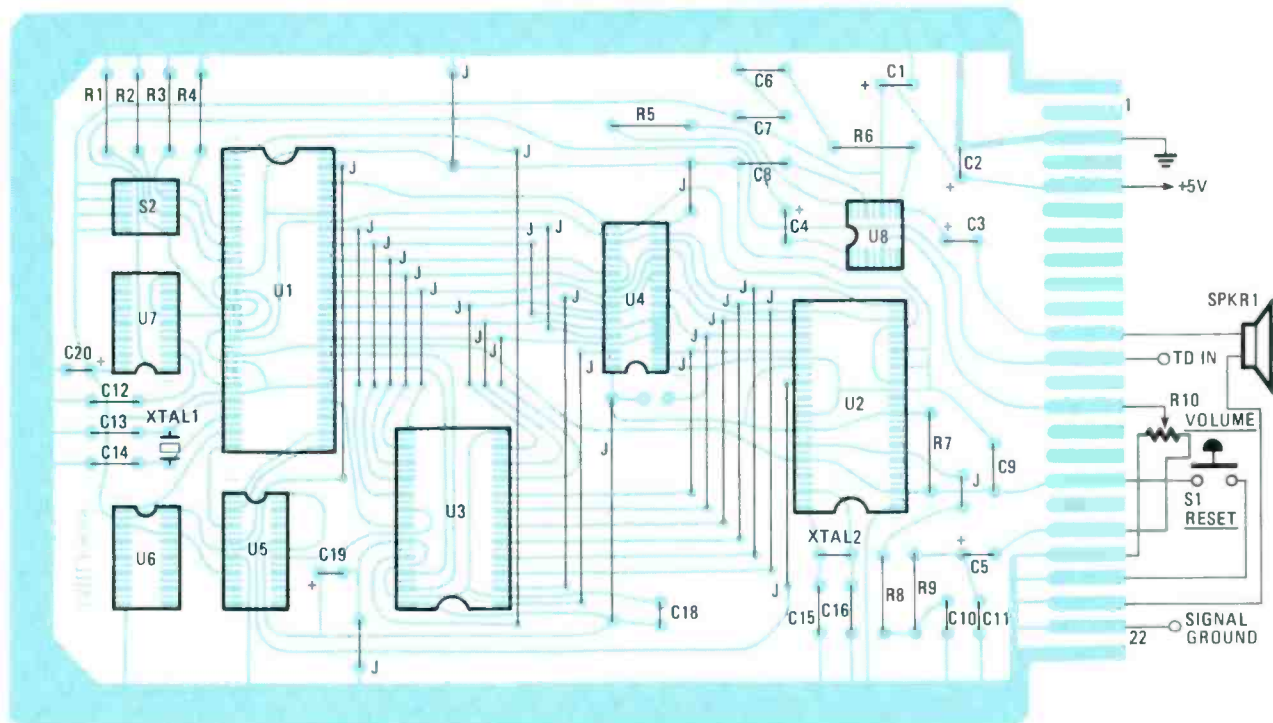 R1
R2
R3
R4
J
C6
+ C1
C7
R5
R6
C8
C2
+
1
+5V
J
J
J
S2
+
C4
U8
+
C3
J
J
J
J
J
J
J
J
U1
U4
U7
J
J
J
J
J
J
J
J
J
J
J
J
SPKR1
TD IN
C20
+
C12
C13
XTAL1
C14
U2
R10
VOLUME
R7
C9
J
S1
RESET
U6
U5
U3
C19
+
XTAL2
+
C5
R8
R9
C15
C16
C10
C11
C18
J
22
SIGNAL
GROUND